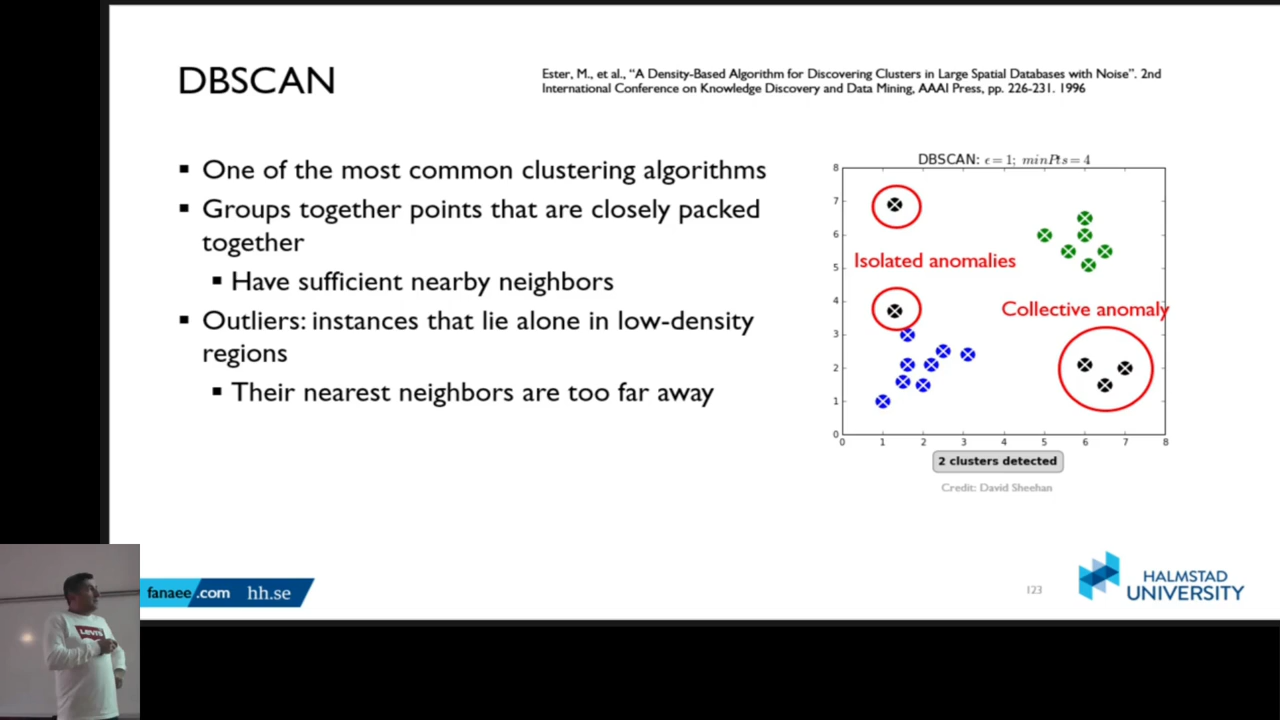 DBSCAN
Ester, M., et al., “A Density-Based Algorithm for Discovering Clusters in Large Spatial Databases with Noise”. 2nd
International Conference on Knowledge Discovery and Data Mining, AAAI Press, pp. 226-231. 1996
▪ One of the most common clustering algorithms
▪ Groups together points that are closely packed
together
▪ Have sufficient nearby neighbors
▪ Outliers: instances that lie alone in low-density
regions
▪ Their nearest neighbors are too far away
DBSCAN: ϵ = 1; minPts = 4
8
7
6
5
4
3
2
1
0
Isolated anomalies
Collective anomaly
0 1 2 3 4 5 6 7 8
2 clusters detected
Credit: David Sheehan
fanaee.com hh.se
123
HALMSTAD
UNIVERSITY
LEVI'S